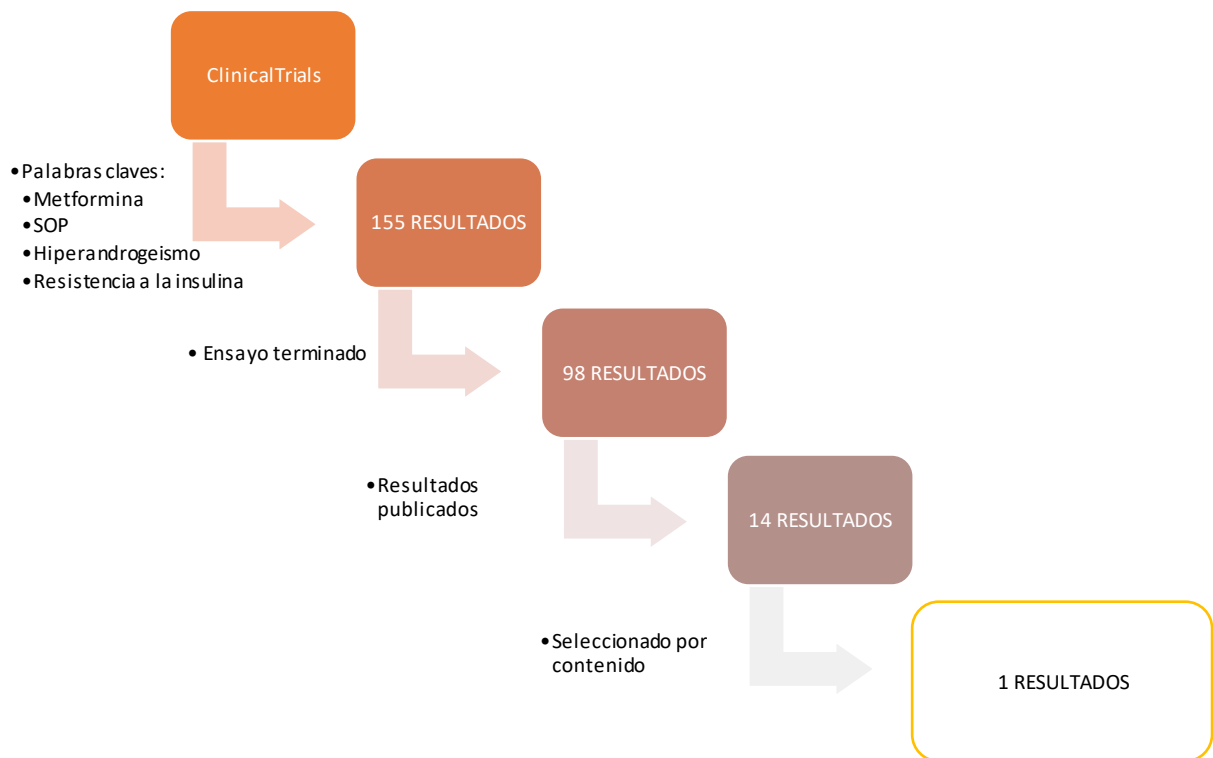 ClinicalTrials
•Palabras claves:
•Metformina
•SOP
•Hiperandrogeismo
•Resistencia a la insulina
155 RESULTADOS
• Ensayo terminado
98 RESULTADOS
•Resultados
publicados
14 RESULTADOS
•Seleccionado por
contenido
1 RESULTADOS